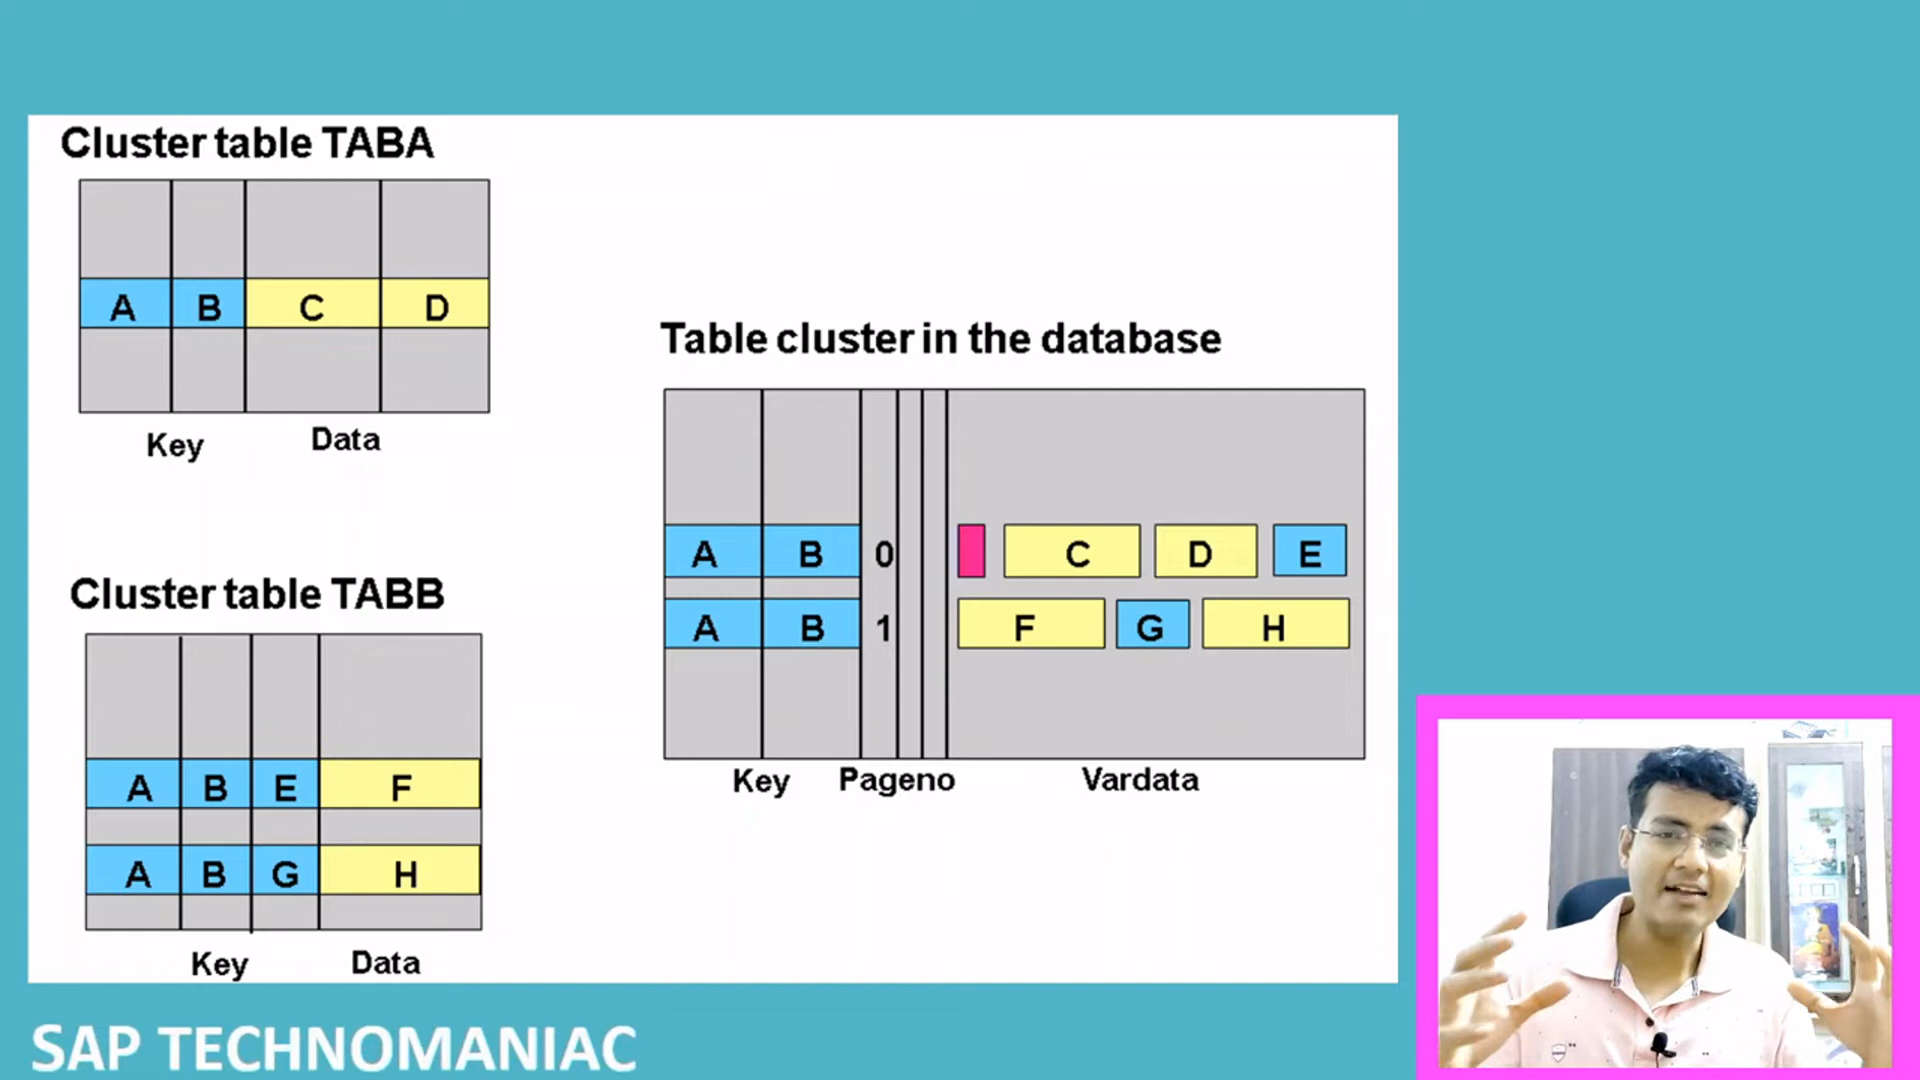 Cluster table TABA
A B C D
Key Data
Cluster table TABB
A B E F
A B G H
Key Data
Table cluster in the database
A B 0 C D E
A B 1 F G H
Key Pageno Vardata
SAP TECHNOMANIAC